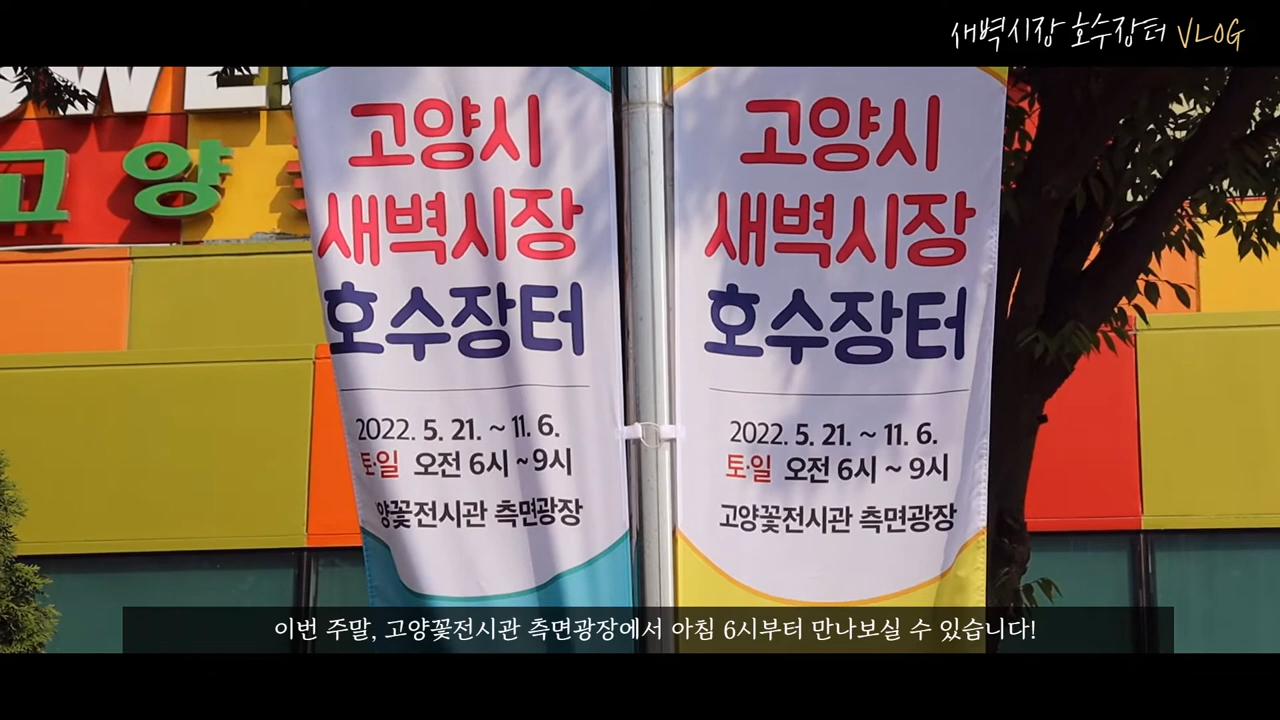 새벽시장 호수장터 VLOG
고양
고양시
새벽시장
호수장터
2022. 5. 21. ~ 11. 6.
토·일 오전 6시 ~ 9시
양꽃전시관 측면광장
고양시
새벽시장
호수장터
2022. 5. 21. ~ 11. 6.
토·일 오전 6시 ~ 9시
고양꽃전시관 측면광장
이번 주말, 고양꽃전시관 측면광장에서 아침 6시부터 만나보실 수 있습니다!